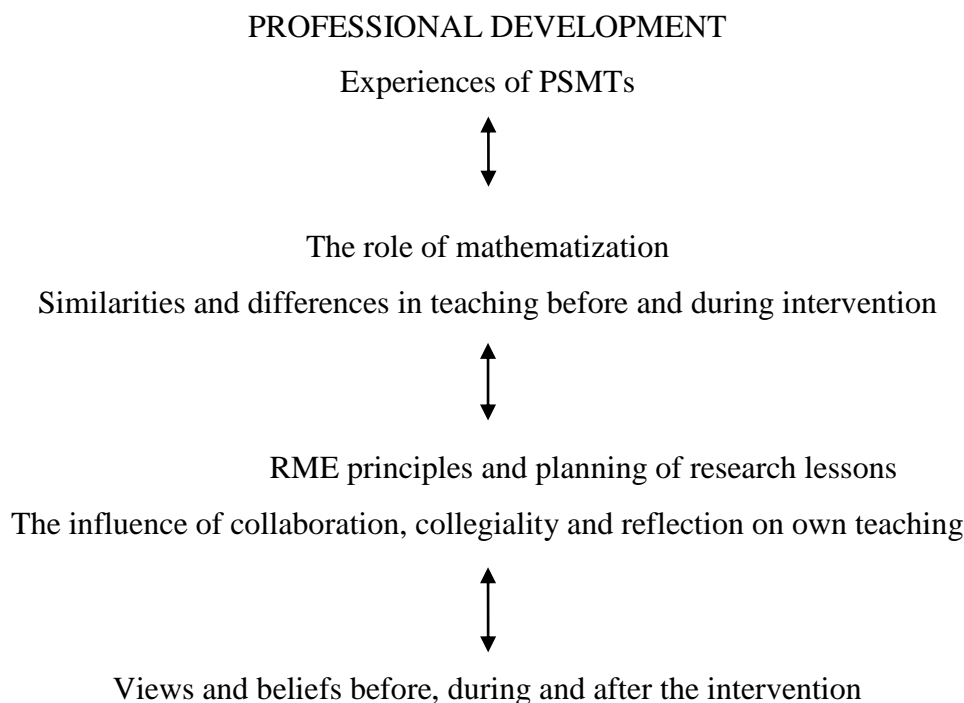 PROFESSIONAL DEVELOPMENT
Experiences of PSMTs
The role of mathematization
Similarities and differences in teaching before and during intervention
RME principles and planning of research lessons
The influence of collaboration, collegiality and reflection on own teaching
Views and beliefs before, during and after the intervention